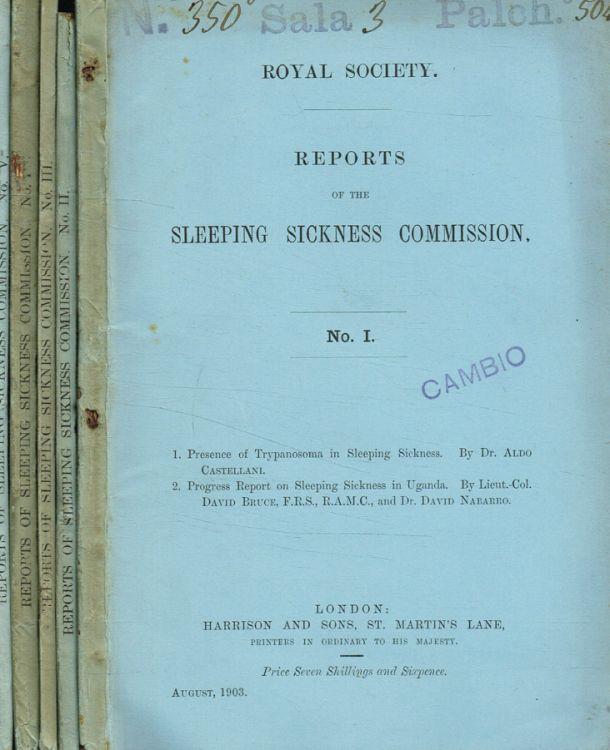 N. 350° Sala 3 Palch. 504
ROYAL SOCIETY.
REPORTS
OF THE
SLEEPING SICKNESS COMMISSION.
No. I.
CAMBIO
1. Presence of Trypanosoma in Sleeping Sickness. By Dr. ALDO
CASTELLANI.
2. Progress Report on Sleeping Sickness in Uganda. By Lieut.-Col.
DAVID BRUCE, F.R.S., R.A.M.C., and Dr. DAVID NABARRO.
LONDON:
HARRISON AND SONS, ST. MARTIN'S LANE,
PRINTERS IN ORDINARY TO HIS MAJESTY.
Price Seven Shillings and Sixpence.
AUGUST, 1903.
REPORTS OF SLEEPING SICKNESS COMMISSION. No. V
REPORTS OF SLEEPING SICKNESS COMMISSION. No.
REPORTS OF SLEEPING SICKNESS COMMISSION. No. III
REPORTS OF SLEEPING SICKNESS COMMISSION. No. II.